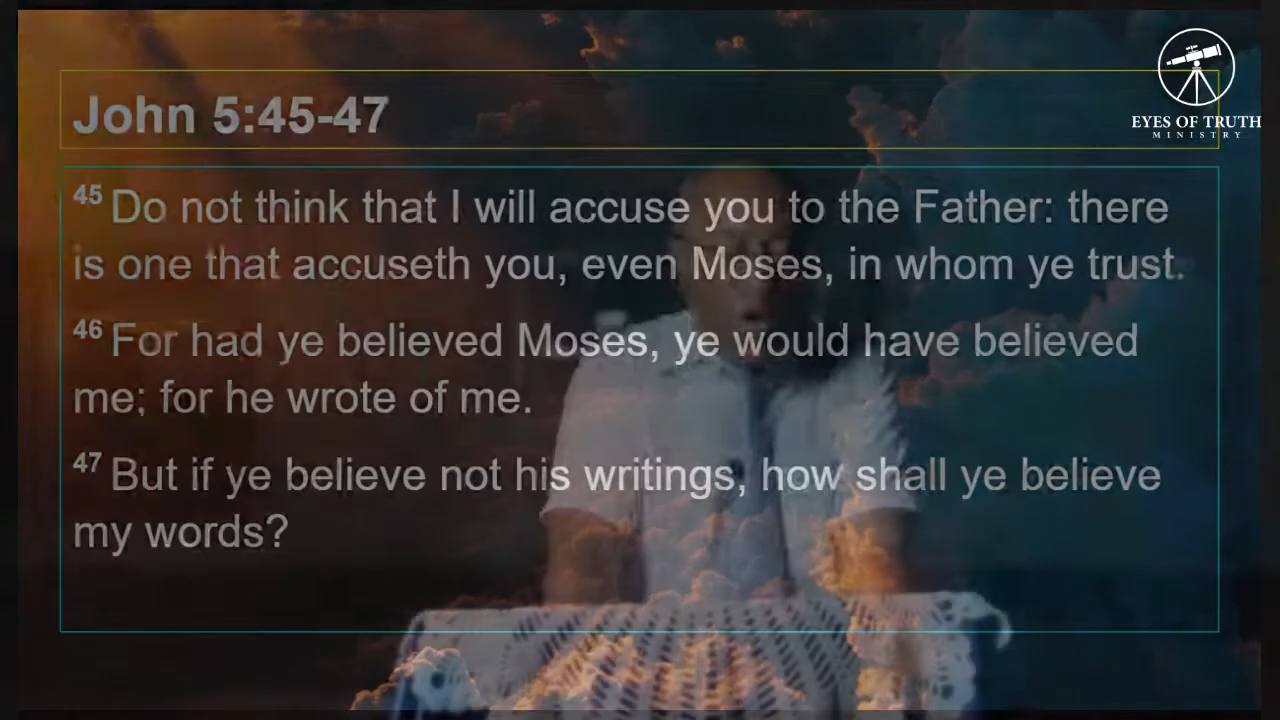 EYES OF TRUTH
MINISTRY
John 5:45-47
45 Do not think that I will accuse you to the Father: there
is one that accuseth you, even Moses, in whom ye trust.
46 For had ye believed Moses, ye would have believed
me; for he wrote of me.
47 But if ye believe not his writings, how shall ye believe
my words?